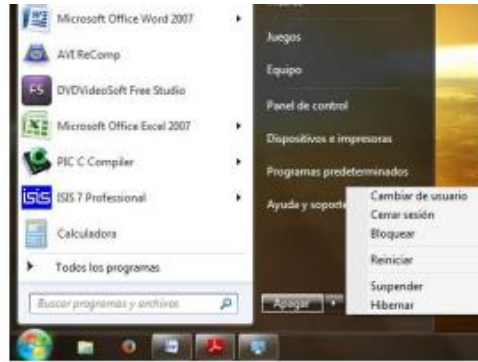 Microsoft Office Word 2007
AVI ReComp
FS DVDVideoSoft Free Studio
Microsoft Office Excel 2007
PIC C Compiler
isis ISIS 7 Professional
Calculadora
Todos los programas
Buscar programas y archivos
Juegos
Equipo
Panel de control
Dispositivos e impresoras
Programas predeterminados
Ayuda y soporte
Apagar
Cambiar de usuario
Cerrar sesión
Bloquear
Reiniciar
Suspender
Hibernar